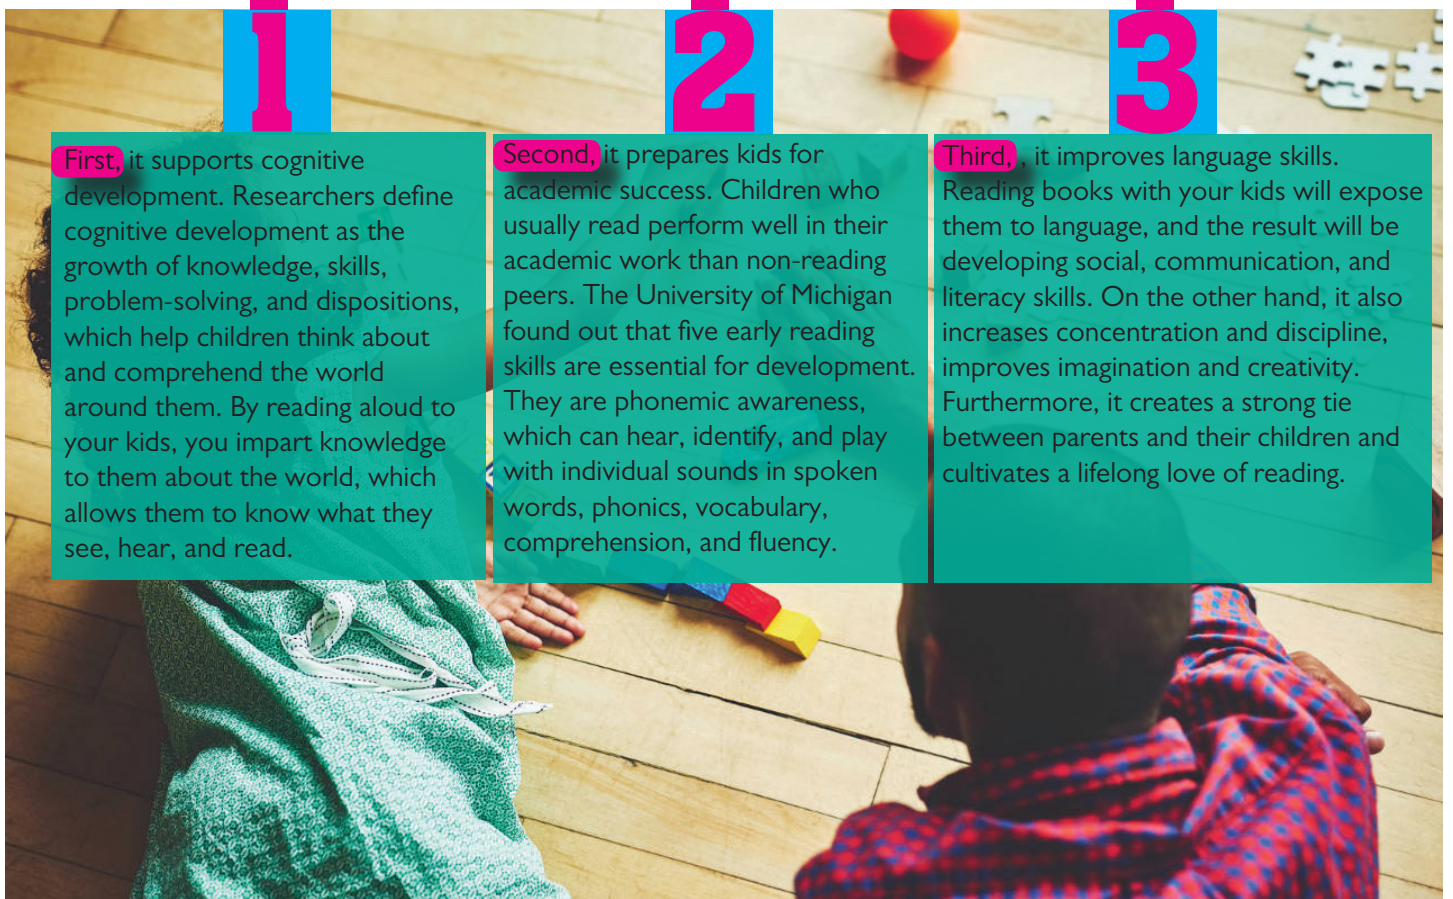 1
First, it supports cognitive
development. Researchers define
cognitive development as the
growth of knowledge, skills,
problem-solving, and dispositions,
which help children think about
and comprehend the world
around them. By reading aloud to
your kids, you impart knowledge
to them about the world, which
allows them to know what they
see, hear, and read.
2
Second, it prepares kids for
academic success. Children who
usually read perform well in their
academic work than non-reading
peers. The University of Michigan
found out that five early reading
skills are essential for development.
They are phonemic awareness,
which can hear, identify, and play
with individual sounds in spoken
words, phonics, vocabulary,
comprehension, and fluency.
3
Third, , it improves language skills.
Reading books with your kids will expose
them to language, and the result will be
developing social, communication, and
literacy skills. On the other hand, it also
increases concentration and discipline,
improves imagination and creativity.
Furthermore, it creates a strong tie
between parents and their children and
cultivates a lifelong love of reading.